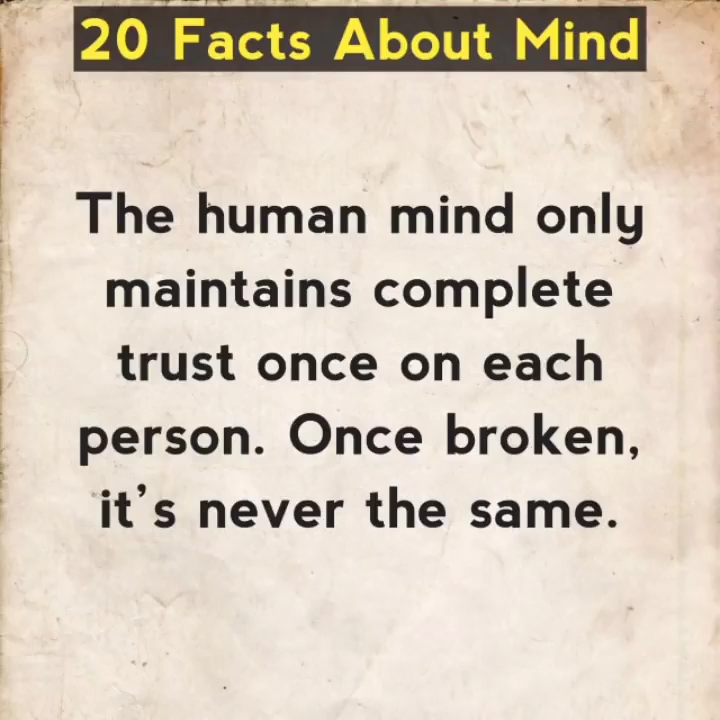 20 Facts About Mind
The human mind only
maintains complete
trust once on each
person. Once broken,
it's never the same.